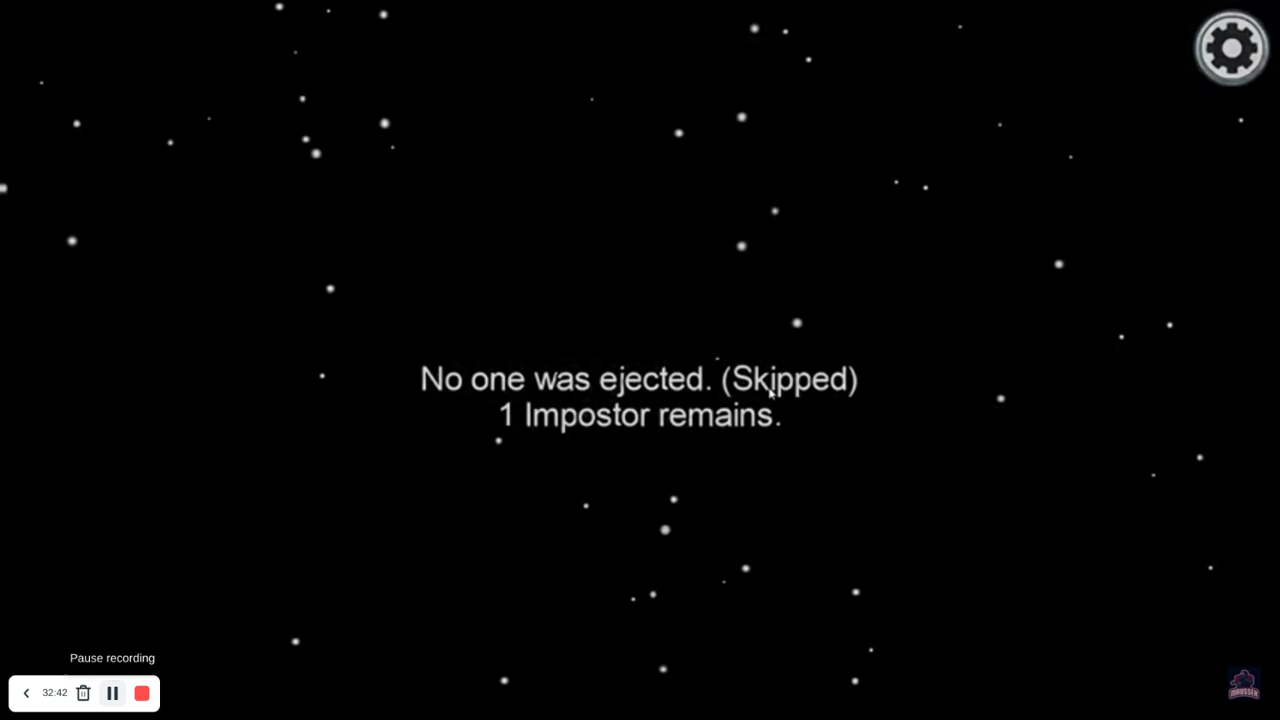 No one was ejected. (Skipped)
1 Impostor remains.
Pause recording
32:42